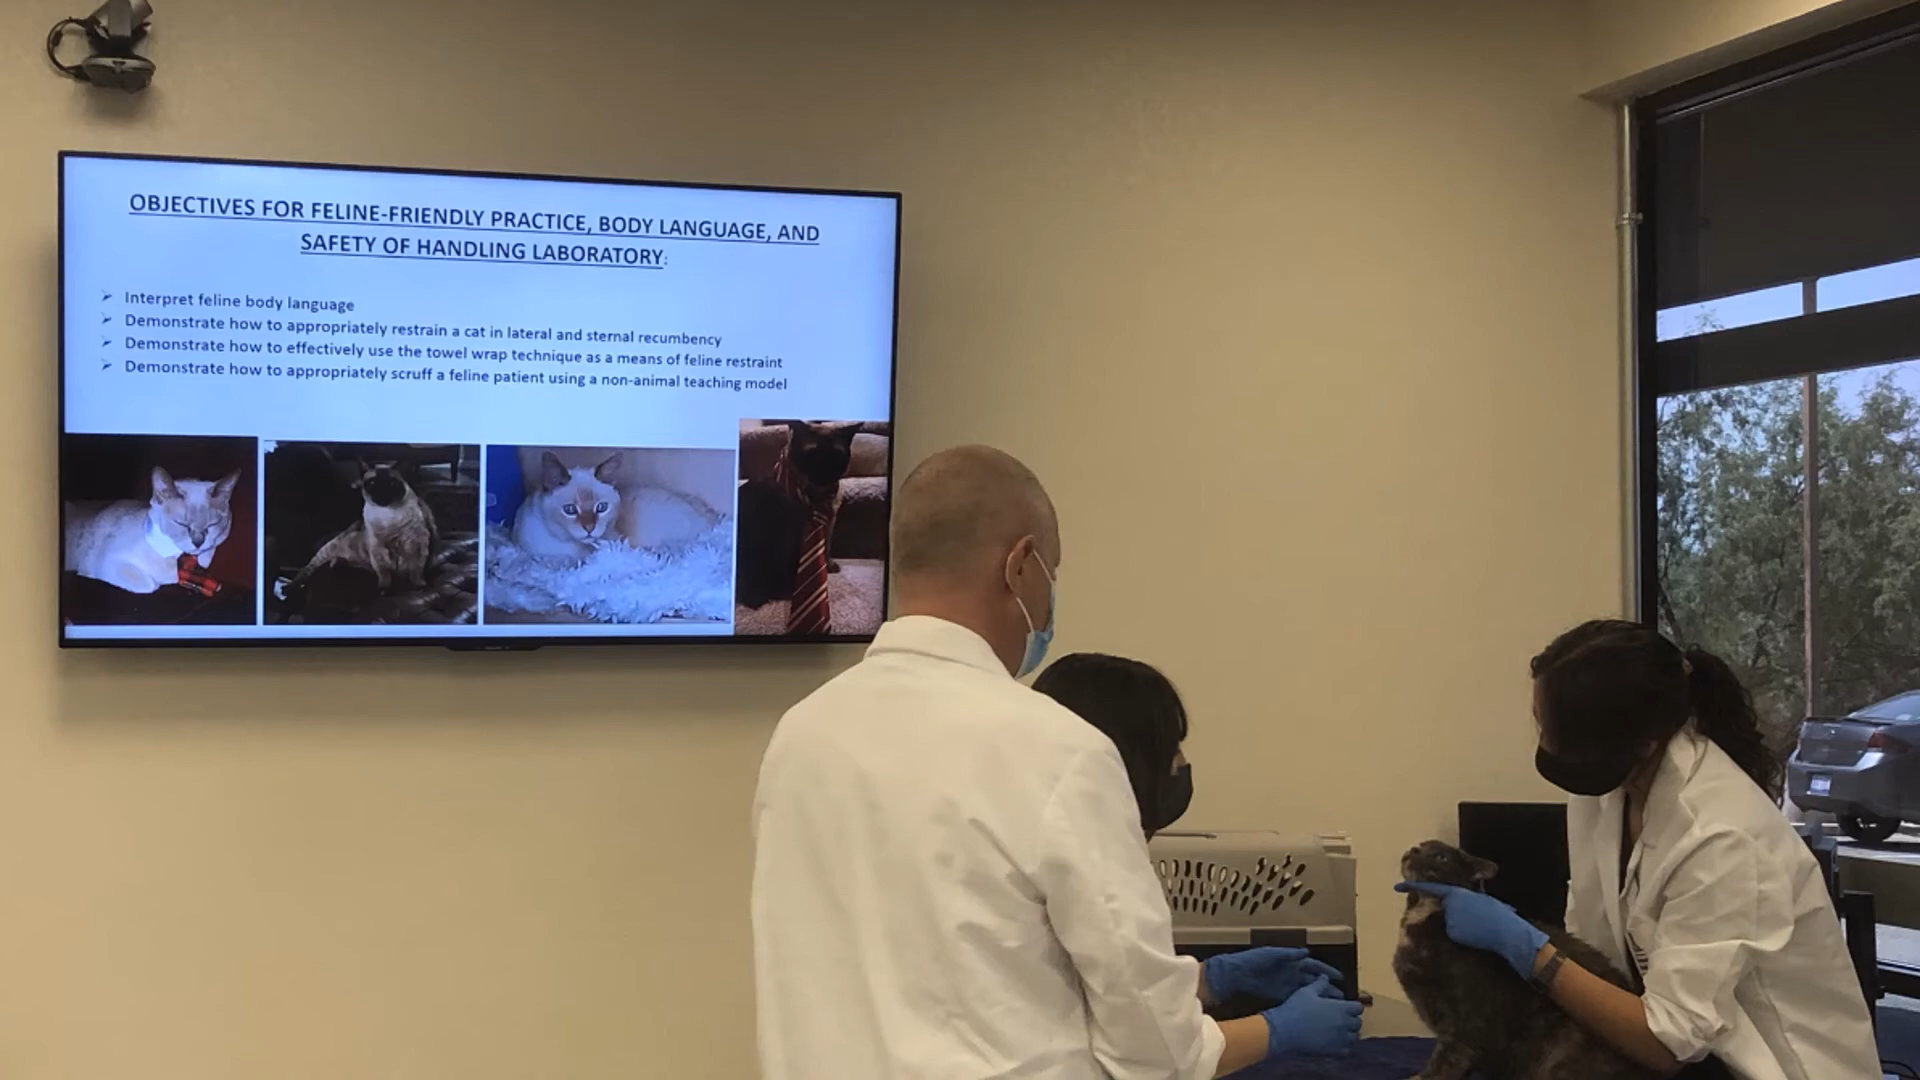 OBJECTIVES FOR FELINE-FRIENDLY PRACTICE, BODY LANGUAGE, AND
SAFETY OF HANDLING LABORATORY:
➢ Interpret feline body language
➢ Demonstrate how to appropriately restrain a cat in lateral and sternal recumbency
➢ Demonstrate how to effectively use the towel wrap technique as a means of feline restraint
➢ Demonstrate how to appropriately scruff a feline patient using a non-animal teaching model